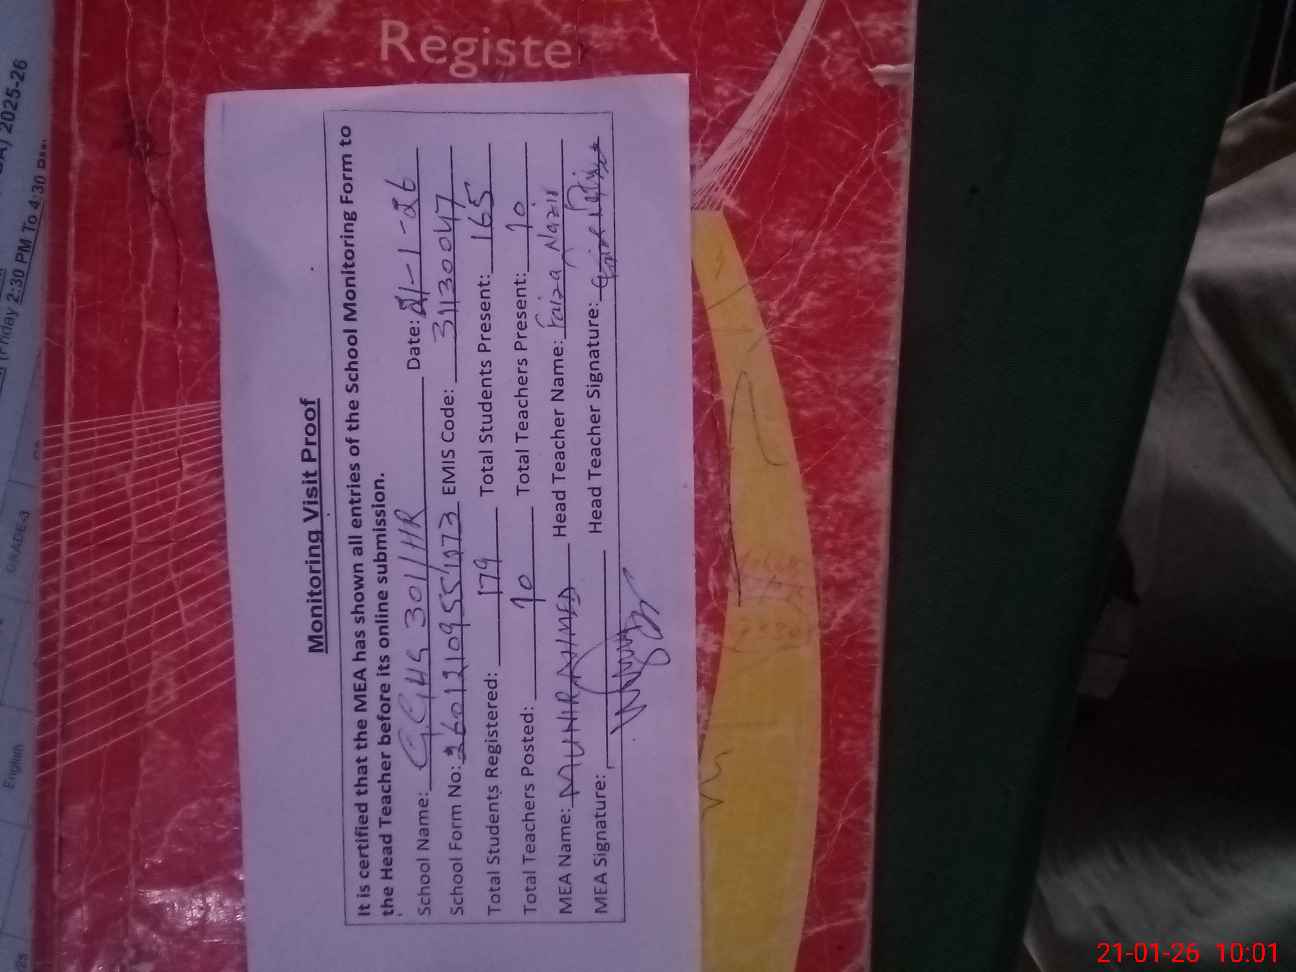 Registe
Monitoring Visit Proof
It is certified that the MEA has shown all entries of the School Monitoring Form to
the Head Teacher before its online submission.
School Name: GGHS 301/HR Date: 21-1-26
School Form No: 260121095541173 EMIS Code: 31130047
Total Students Registered: 179 Total Students Present: 165
Total Teachers Posted: 10 Total Teachers Present: 10
MEA Name: MUNIR AHMED Head Teacher Name: Faiza Nazir
MEA Signature: Head Teacher Signature:
2025-26
(Friday 2:30 PM To 4:30
GRADE-3
English
21-01-26 10:01